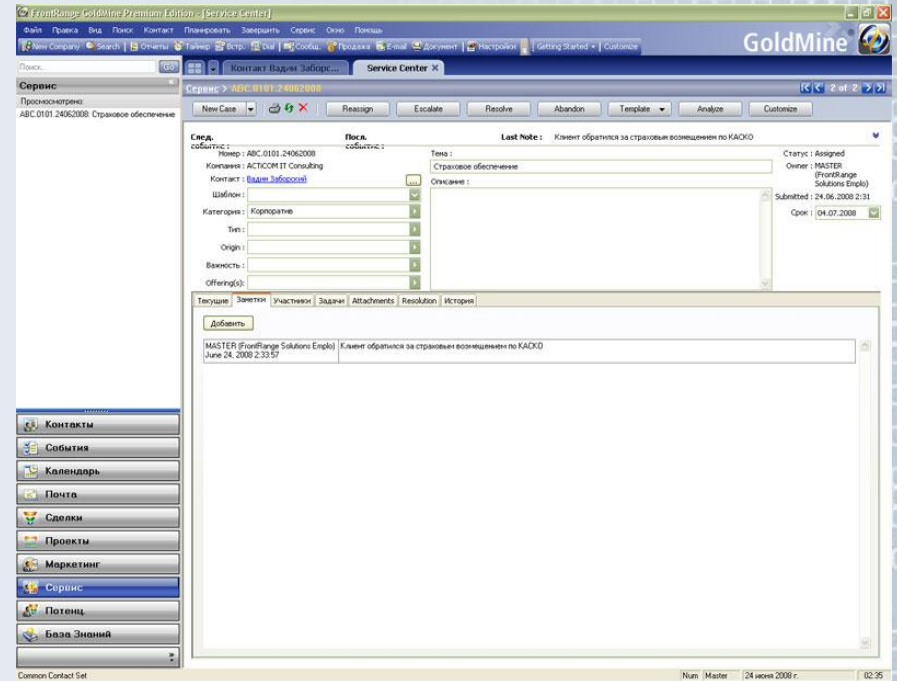 FrontRange GoldMine Premium Edition - [Service Center]
Файл Правка Вид Поиск Контакт Планировать Завершить Сервис Окно Помощь
New Company Search Отчеты Таймер Встр. Dial Сообщ. Продажа E-mail Документ Настройки Getting Started Customize
GoldMine
Поиск... GO
Контакт Вадим Заборс...
Service Center X
Сервис
Сервис > ABC.0101.24062008
2 of 2
Просмосмотрено:
ABC.0101.24062008: Страховое обеспечение
New Case Reassign Escalate Resolve Abandon Template Analyze Customize
След. событие :
Посл. событие :
Last Note : Клиент обратился за страховым возмещением по КАСКО
Номер : ABC.0101.24062008
Компания : ACTICOM IT Consulting
Контакт : Вадим Заборский ...
Шаблон :
Категория : Корпоратив
Тип :
Origin :
Важность :
Offering(s):
Тема :
Страховое обеспечение
Описание :
Статус : Assigned
Owner : MASTER
(FrontRange
Solutions Emplo)
Submitted : 24.06.2008 2:31
Срок : 04.07.2008
Текущие Заметки Участники Задачи Attachments Resolution История
Добавить
MASTER (FrontRange Solutions Emplo) Клиент обратился за страховым возмещением по КАСКО
June 24, 2008 2:33:57
Контакты
События
Календарь
Почта
Сделки
Проекты
Маркетинг
Сервис
Потенц.
База Знаний
Common Contact Set
Num Master 24 июня 2008 г. 02:35